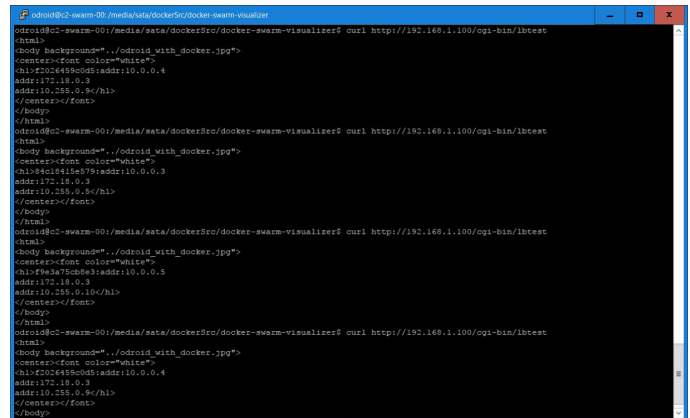 odroid@c2-swarm-00: /media/sata/dockerSrc/docker-swarm-visualizer
odroid@c2-swarm-00:/media/sata/dockerSrc/docker-swarm-visualizer$ curl http://192.168.1.100/cgi-bin/lbtest
<html>
<body background="../odroid_with_docker.jpg">
<center><font color="white">
<h1>f2026459c0d5:addr:10.0.0.4
addr:172.18.0.3
addr:10.255.0.9</h1>
</center></font>
</body>
</html>
odroid@c2-swarm-00:/media/sata/dockerSrc/docker-swarm-visualizer$ curl http://192.168.1.100/cgi-bin/lbtest
<html>
<body background="../odroid_with_docker.jpg">
<center><font color="white">
<h1>84c18415e579:addr:10.0.0.3
addr:172.18.0.3
addr:10.255.0.5</h1>
</center></font>
</body>
</html>
odroid@c2-swarm-00:/media/sata/dockerSrc/docker-swarm-visualizer$ curl http://192.168.1.100/cgi-bin/lbtest
<html>
<body background="../odroid_with_docker.jpg">
<center><font color="white">
<h1>f9e3a75cb8e3:addr:10.0.0.5
addr:172.18.0.3
addr:10.255.0.10</h1>
</center></font>
</body>
</html>
odroid@c2-swarm-00:/media/sata/dockerSrc/docker-swarm-visualizer$ curl http://192.168.1.100/cgi-bin/lbtest
<html>
<body background="../odroid_with_docker.jpg">
<center><font color="white">
<h1>f2026459c0d5:addr:10.0.0.4
addr:172.18.0.3
addr:10.255.0.9</h1>
</center></font>
</body>